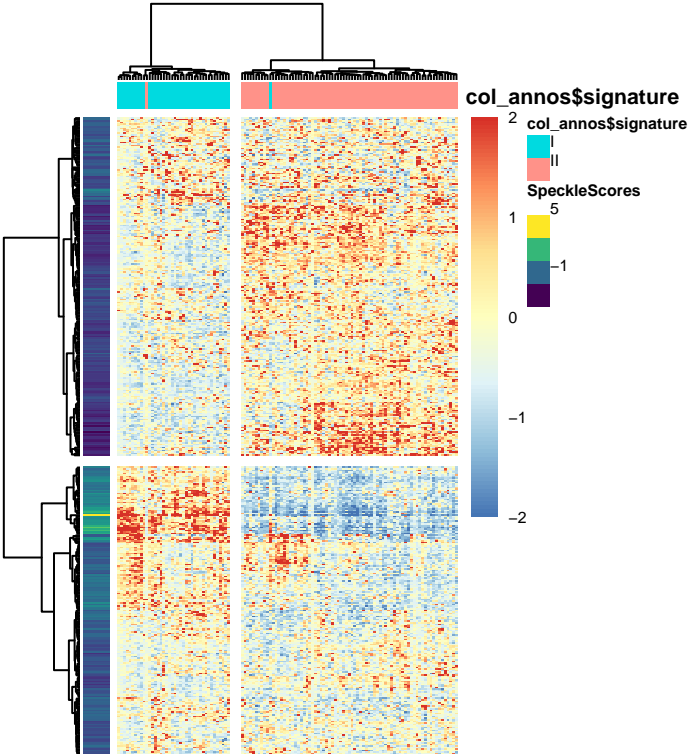 col_annos$signature
2
1
0
−1
−2
col_annos$signature
I
II
SpeckleScores
5
−1